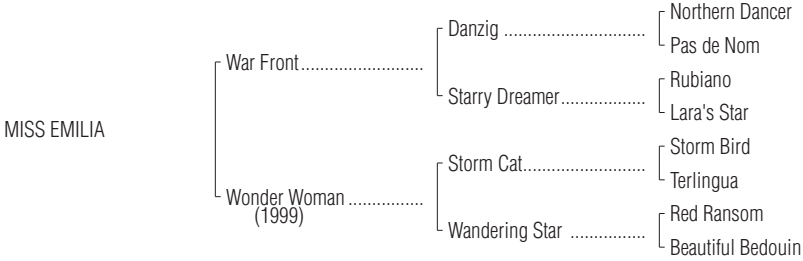 Northern Dancer
Danzig ..............................
Pas de Nom
War Front..........................
Rubiano
Starry Dreamer..................
Lara's Star
MISS EMILIA
Storm Bird
Storm Cat..........................
Terlingua
Wonder Woman ................
(1999)
Red Ransom
Wandering Star ................
Beautiful Bedouin